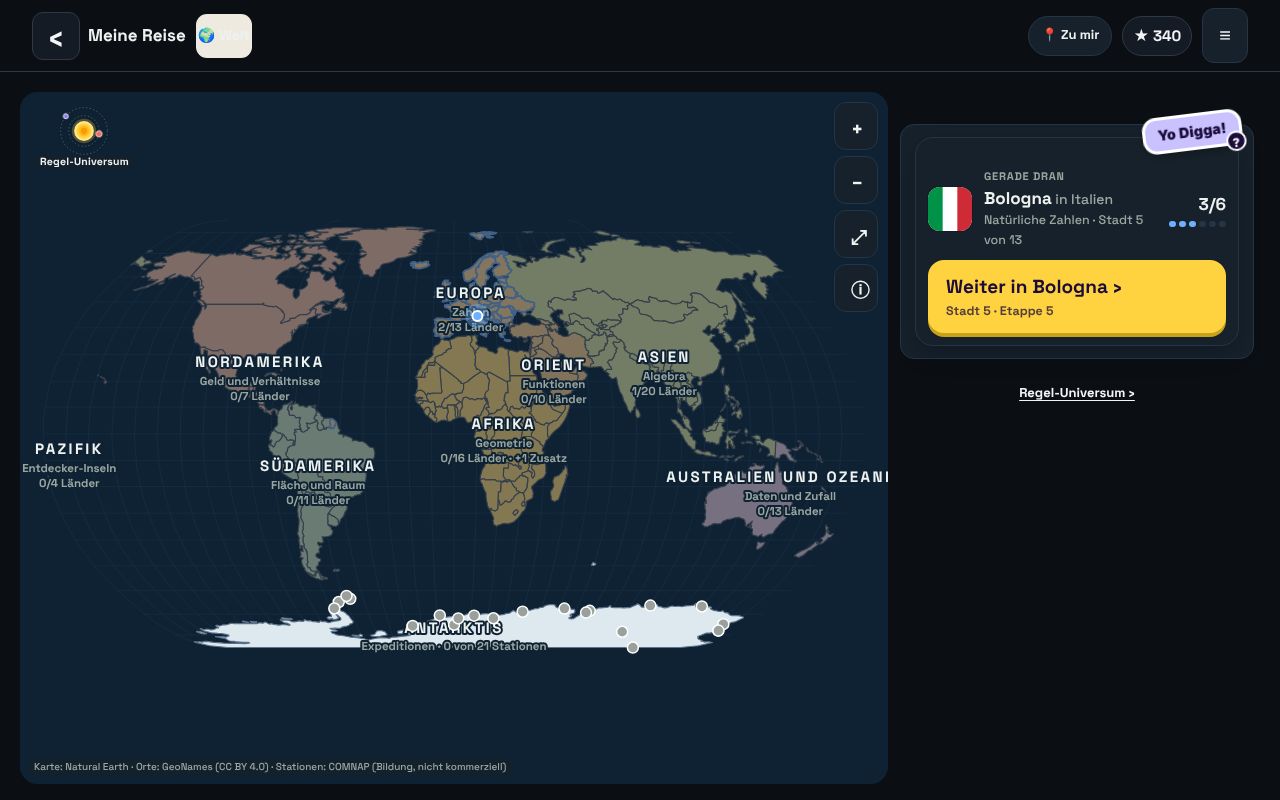 <
Meine Reise
🌍 Welt
📍 Zu mir
★ 340
≡
Regel-Universum
+
−
EUROPA
Zahlen
2/13 Länder
NORDAMERIKA
Geld und Verhältnisse
0/7 Länder
ORIENT
Funktionen
0/10 Länder
ASIEN
Algebra
1/20 Länder
AFRIKA
Geometrie
0/16 Länder · +1 Zusatz
PAZIFIK
Entdecker-Inseln
0/4 Länder
SÜDAMERIKA
Fläche und Raum
0/11 Länder
AUSTRALIEN UND OZEANI
Daten und Zufall
0/13 Länder
ANTARKTIS
Expeditionen · 0 von 21 Stationen
Karte: Natural Earth · Orte: GeoNames (CC BY 4.0) · Stationen: COMNAP (Bildung, nicht kommerziell)
Yo Digga!
?
GERADE DRAN
Bologna in Italien
3/6
Natürliche Zahlen · Stadt 5
von 13
Weiter in Bologna >
Stadt 5 · Etappe 5
Regel-Universum >